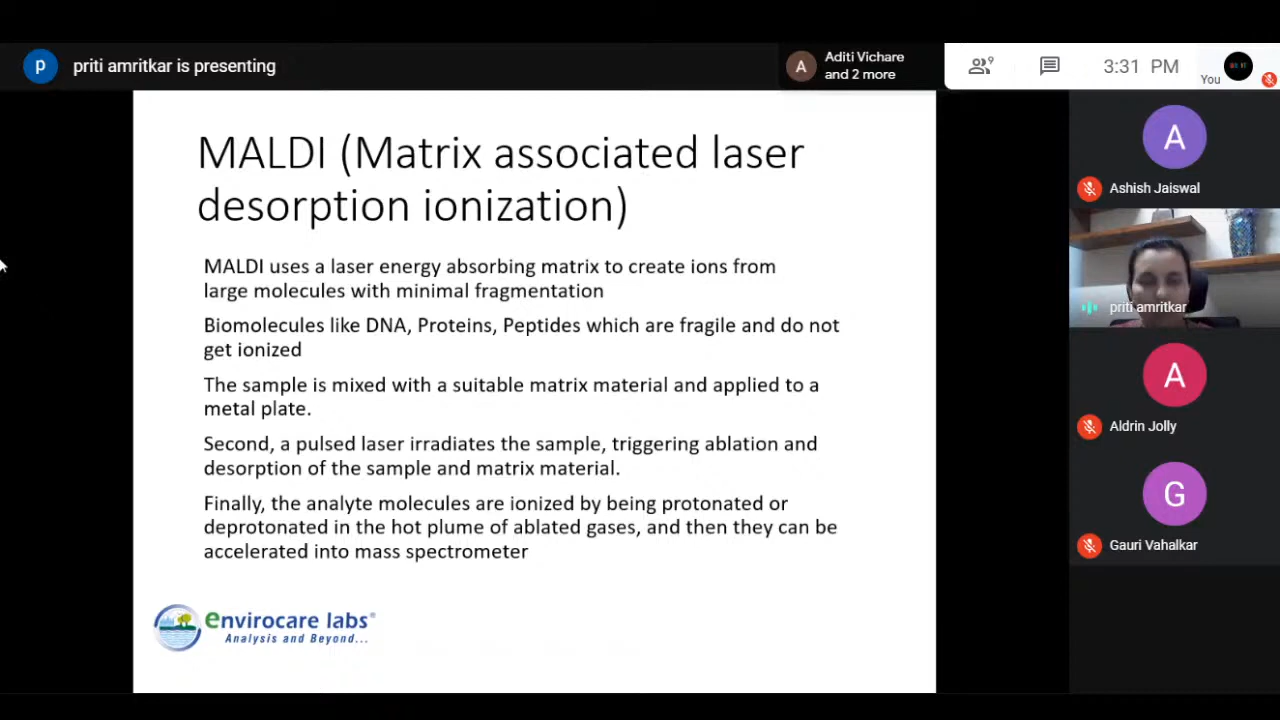 p
priti amritkar is presenting
A
Aditi Vichare
and 2 more
9
3:31 PM
You
MALDI (Matrix associated laser
desorption ionization)
MALDI uses a laser energy absorbing matrix to create ions from
large molecules with minimal fragmentation
Biomolecules like DNA, Proteins, Peptides which are fragile and do not
get ionized
The sample is mixed with a suitable matrix material and applied to a
metal plate.
Second, a pulsed laser irradiates the sample, triggering ablation and
desorption of the sample and matrix material.
Finally, the analyte molecules are ionized by being protonated or
deprotonated in the hot plume of ablated gases, and then they can be
accelerated into mass spectrometer
envirocare labs®
Analysis and Beyond...
A
Ashish Jaiswal
priti amritkar
A
Aldrin Jolly
G
Gauri Vahalkar